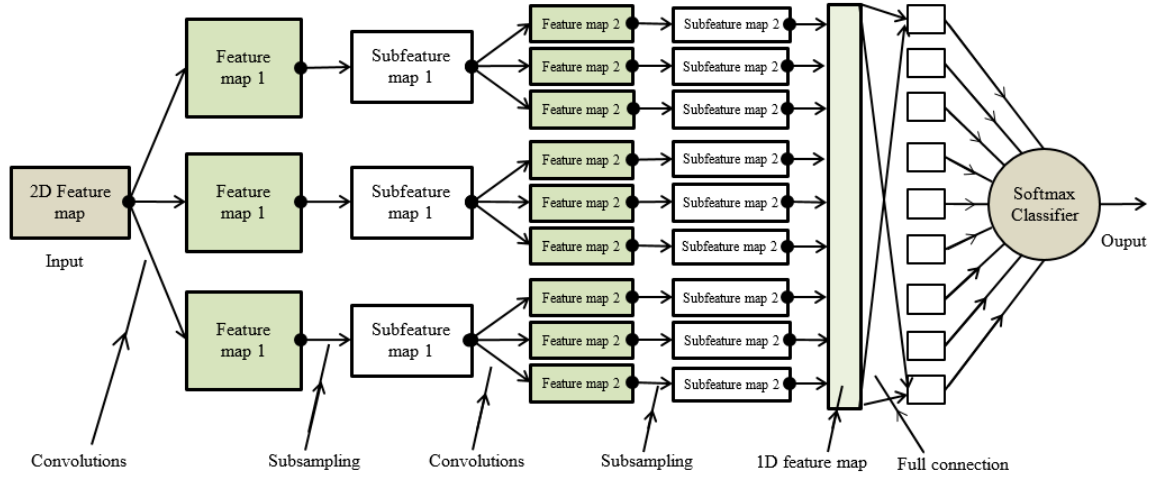 2D Feature
map
Input
Feature
map 1
Feature
map 1
Feature
map 1
Subfeature
map 1
Subfeature
map 1
Subfeature
map 1
Feature map 2
Feature map 2
Feature map 2
Feature map 2
Feature map 2
Feature map 2
Feature map 2
Feature map 2
Feature map 2
Subfeature map 2
Subfeature map 2
Subfeature map 2
Subfeature map 2
Subfeature map 2
Subfeature map 2
Subfeature map 2
Subfeature map 2
Subfeature map 2
Softmax
Classifier
Ouput
Convolutions
Subsampling
Convolutions
Subsampling
1D feature map
Full connection